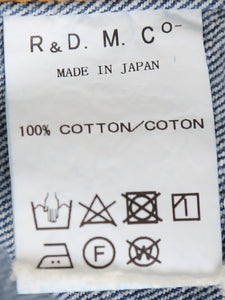 R & D. M. Co-
MADE IN JAPAN
100% COTTON/COTON
F
W